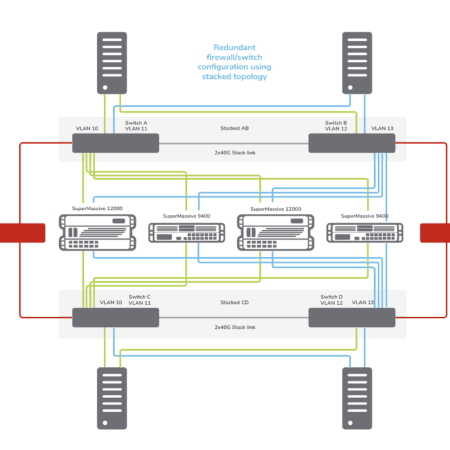 Redundant
firewall/switch
configuration using
stacked topology
VLAN 10
Switch A
VLAN 11
Stacked AB
Switch B
VLAN 12
VLAN 13
2x40G Stack link
SuperMassive 12000
SuperMassive 9400
SuperMassive 12000
SuperMassive 9400
VLAN 10
Switch C
VLAN 11
Stacked CD
Switch D
VLAN 12
VLAN 13
2x40G Stack link